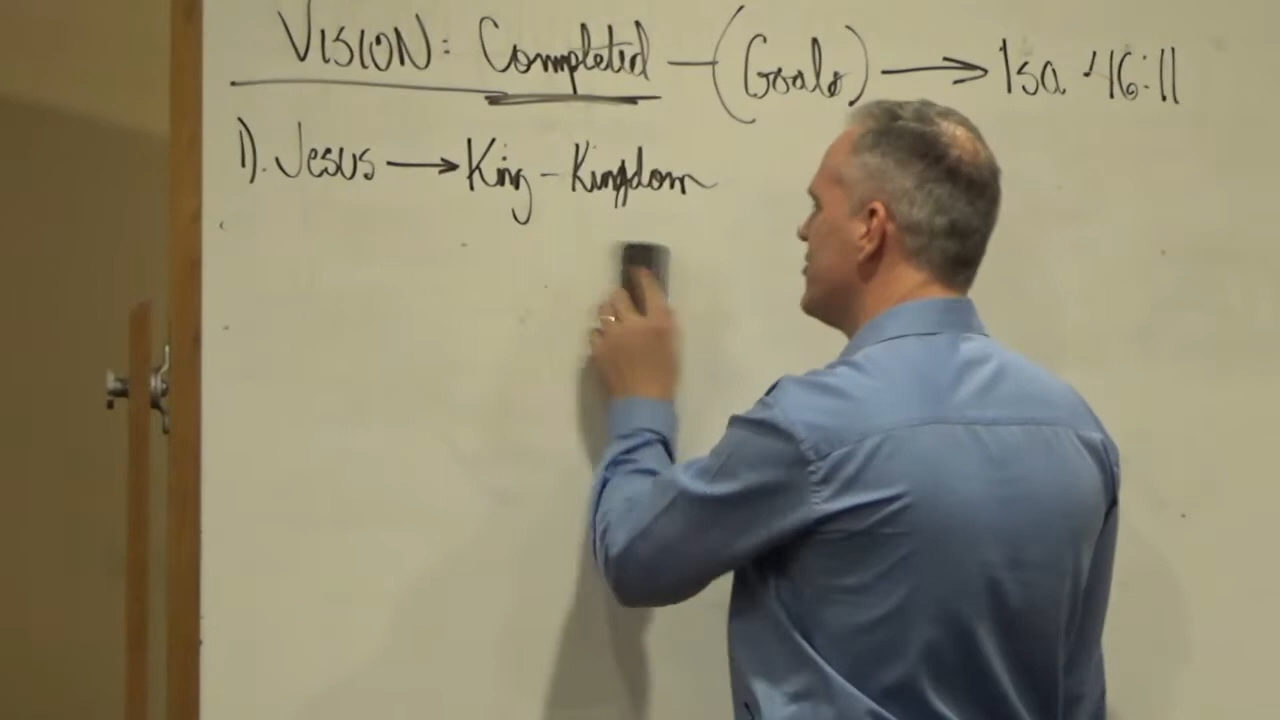 VISION: Completed - (Goals) → Isa 46:11
1). Jesus → King - Kingdom